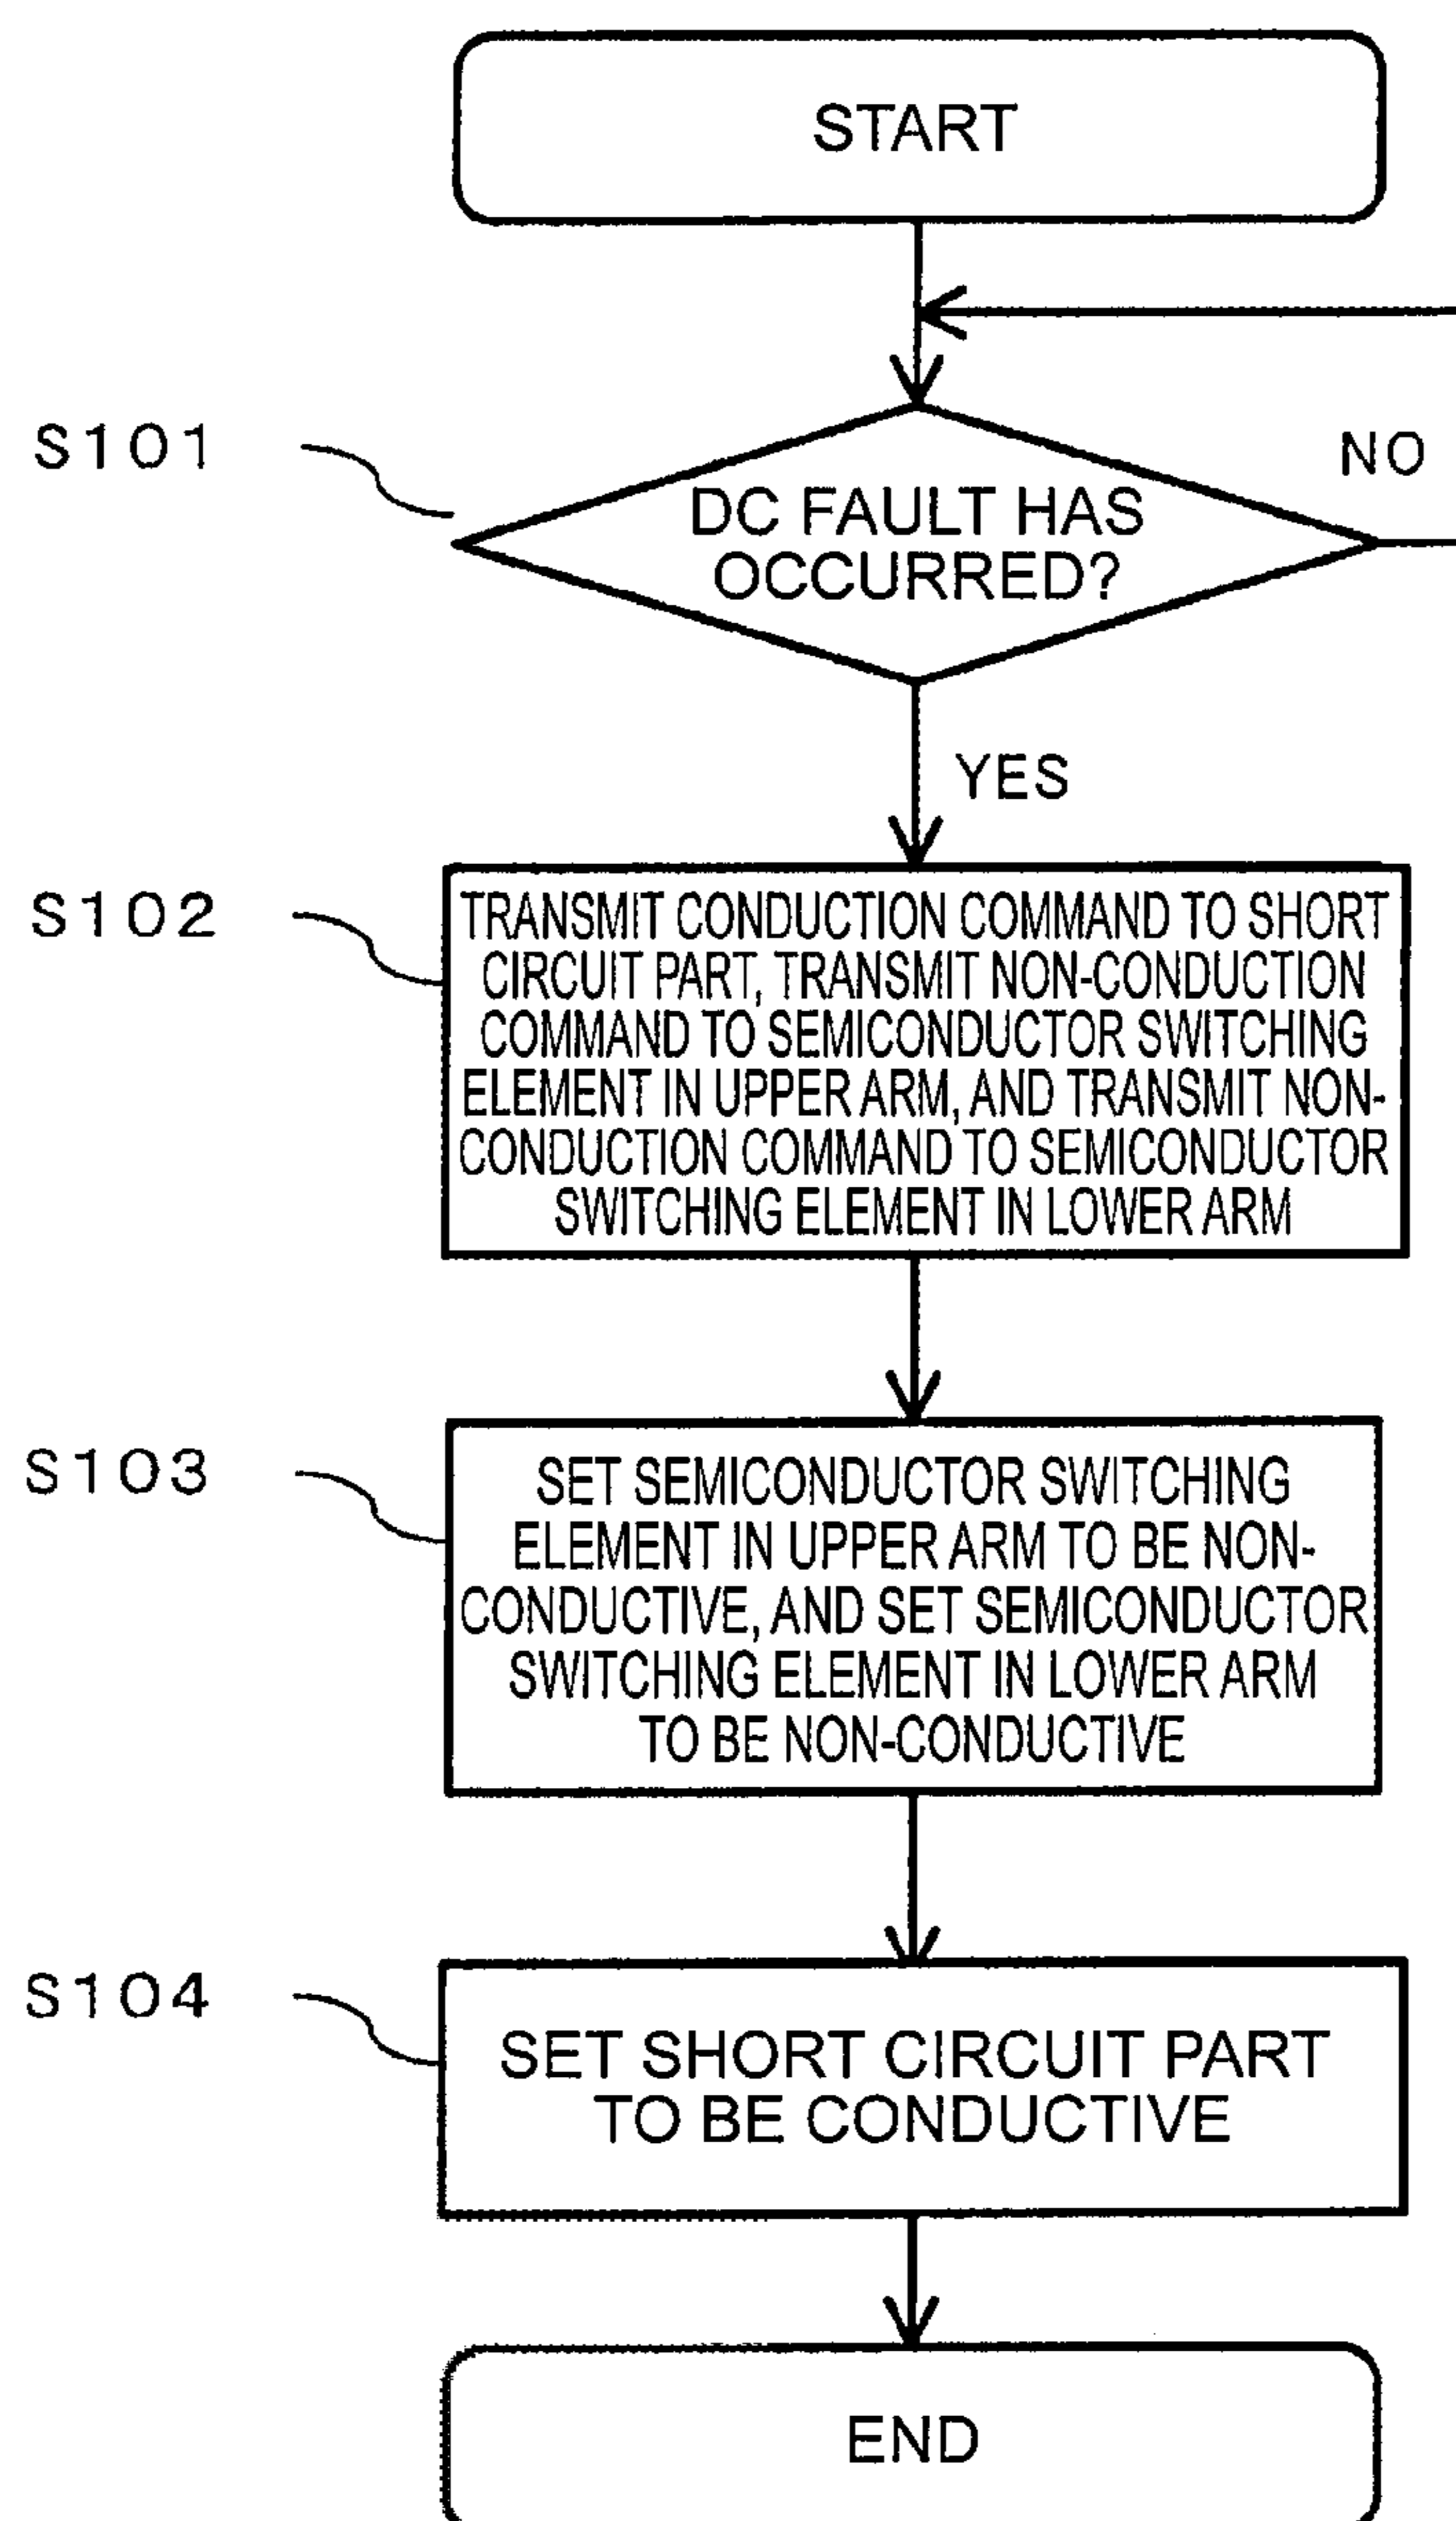 START
S101
DC FAULT HAS
OCCURRED?
NO
YES
S102
TRANSMIT CONDUCTION COMMAND TO SHORT
CIRCUIT PART, TRANSMIT NON-CONDUCTION
COMMAND TO SEMICONDUCTOR SWITCHING
ELEMENT IN UPPER ARM, AND TRANSMIT NON-
CONDUCTION COMMAND TO SEMICONDUCTOR
SWITCHING ELEMENT IN LOWER ARM
S103
SET SEMICONDUCTOR SWITCHING
ELEMENT IN UPPER ARM TO BE NON-
CONDUCTIVE, AND SET SEMICONDUCTOR
SWITCHING ELEMENT IN LOWER ARM
TO BE NON-CONDUCTIVE
S104
SET SHORT CIRCUIT PART
TO BE CONDUCTIVE
END